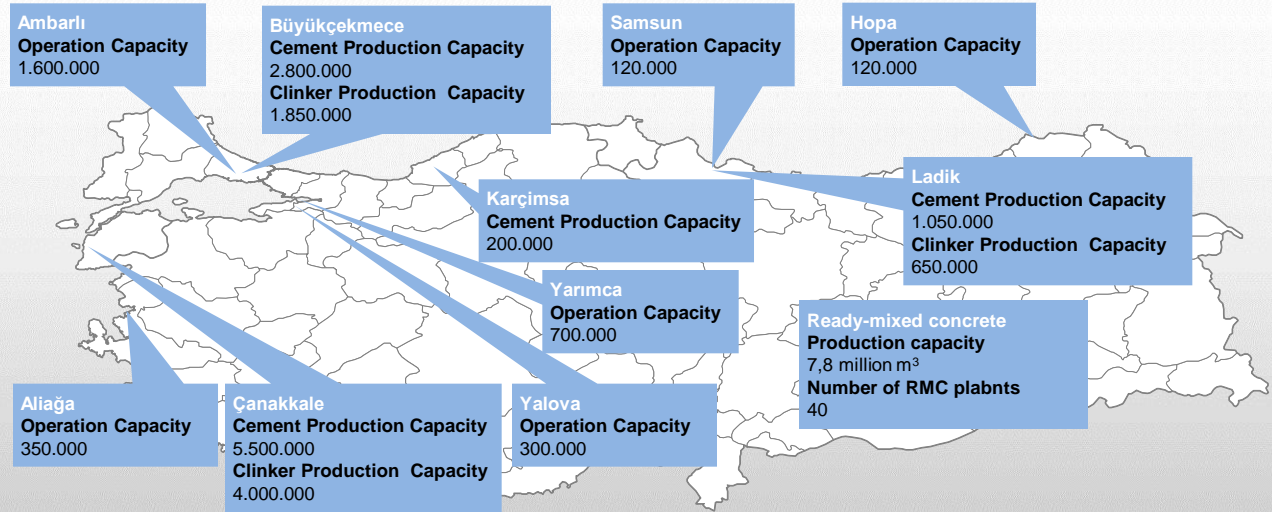 Ambarlı
Operation Capacity
1.600.000
Büyükçekmece
Cement Production Capacity
2.800.000
Clinker Production Capacity
1.850.000
Samsun
Operation Capacity
120.000
Hopa
Operation Capacity
120.000
Karçimsa
Cement Production Capacity
200.000
Ladik
Cement Production Capacity
1.050.000
Clinker Production Capacity
650.000
Yarımca
Operation Capacity
700.000
Ready-mixed concrete
Production capacity
7,8 million m³
Number of RMC plabnts
40
Aliağa
Operation Capacity
350.000
Çanakkale
Cement Production Capacity
5.500.000
Clinker Production Capacity
4.000.000
Yalova
Operation Capacity
300.000